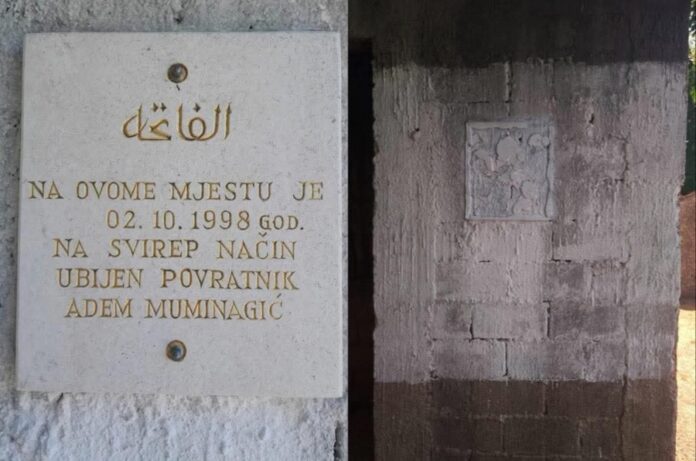 الفاتحة
NA OVOME MJESTU JE
02.10.1998 GOD.
NA SVIREP NAČIN
UBIJEN POVRATNIK
ADEM MUMINAGIĆ